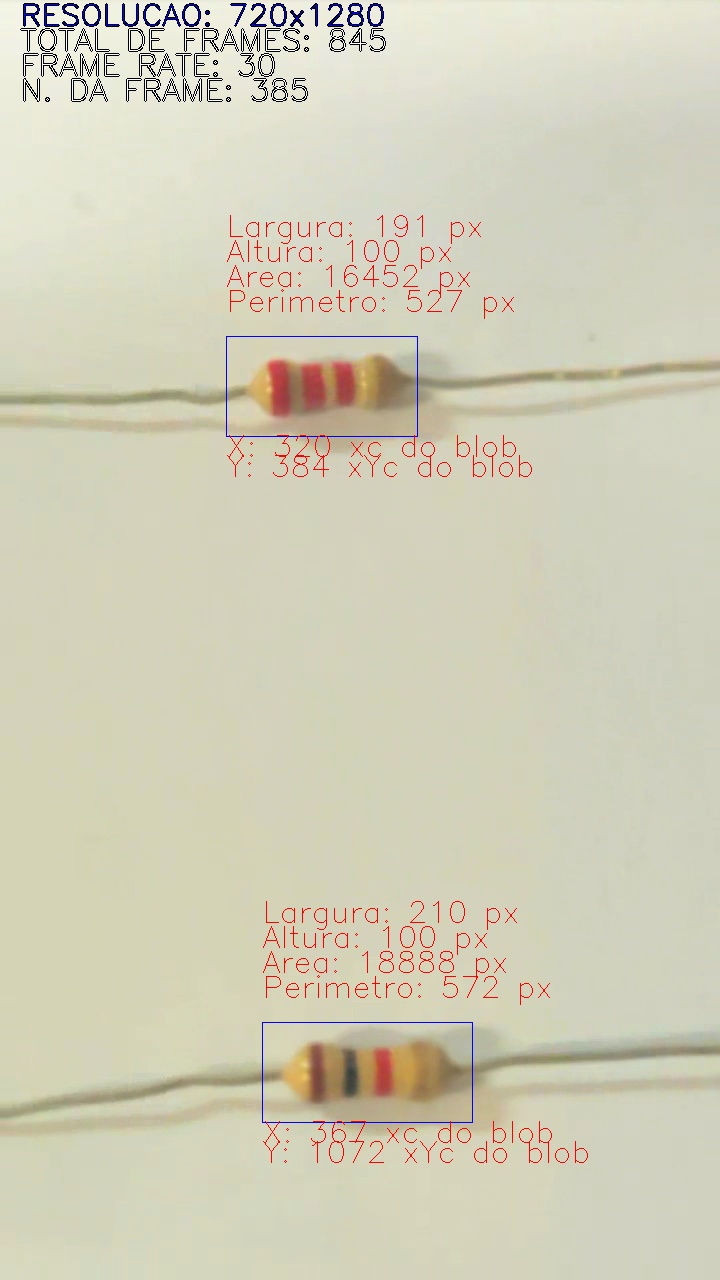 RESOLUCAO: 720x1280
TOTAL DE FRAMES: 845
FRAME RATE: 30
N. DA FRAME: 385
Largura: 191 px
Altura: 100 px
Area: 16452 px
Perimetro: 527 px
X: 320 xc do blob
Y: 384 xYc do blob
Largura: 210 px
Altura: 100 px
Area: 18888 px
Perimetro: 572 px
X: 367 xc do blob
Y: 1072 xYc do blob